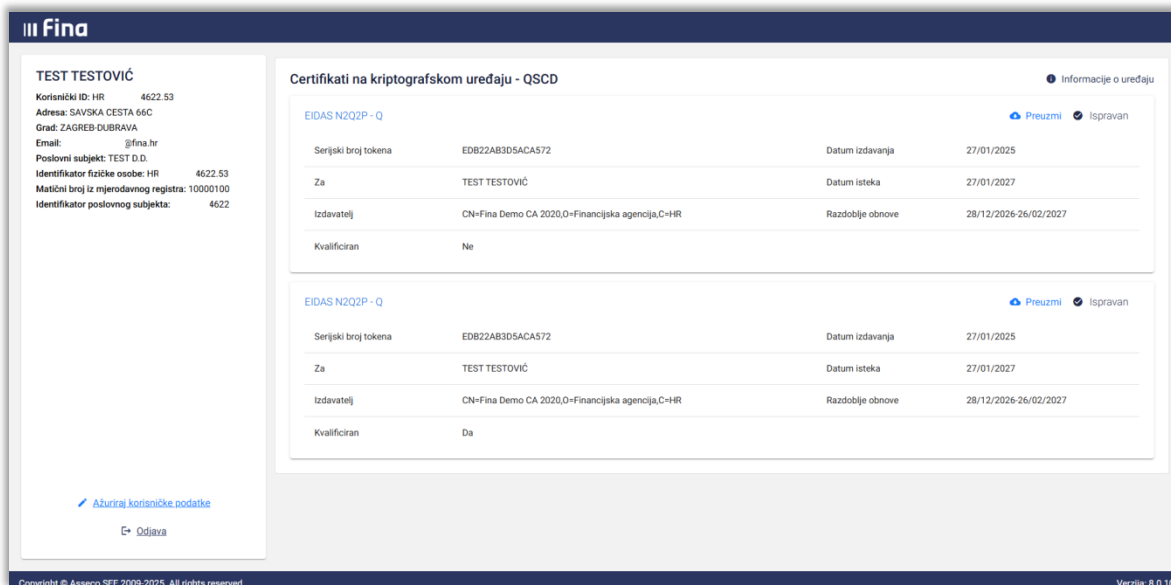 Fina
TEST TESTOVIĆ
Korisnički ID: HR 4622.53
Adresa: SAVSKA CESTA 66C
Grad: ZAGREB-DUBRAVA
Email: @fina.hr
Poslovni subjekt: TEST D.D.
Identifikator fizičke osobe: HR 4622.53
Matični broj iz mjerodavnog registra: 10000100
Identifikator poslovnog subjekta: 4622
Ažuriraj korisničke podatke
Odjava
Certifikati na kriptografskom uređaju - QSCD
Informacije o uređaju
EIDAS N2Q2P - Q
Preuzmi Ispravan
Serijski broj tokena EDB22AB3D5ACA572 Datum izdavanja 27/01/2025
Za TEST TESTOVIĆ Datum isteka 27/01/2027
Izdavatelj CN=Fina Demo CA 2020,O=Financijska agencija,C=HR Razdoblje obnove 28/12/2026-26/02/2027
Kvalificiran Ne
EIDAS N2Q2P - Q
Preuzmi Ispravan
Serijski broj tokena EDB22AB3D5ACA572 Datum izdavanja 27/01/2025
Za TEST TESTOVIĆ Datum isteka 27/01/2027
Izdavatelj CN=Fina Demo CA 2020,O=Financijska agencija,C=HR Razdoblje obnove 28/12/2026-26/02/2027
Kvalificiran Da
Copyright © Asseco SEE 2009-2025. All rights reserved.
Verzija: